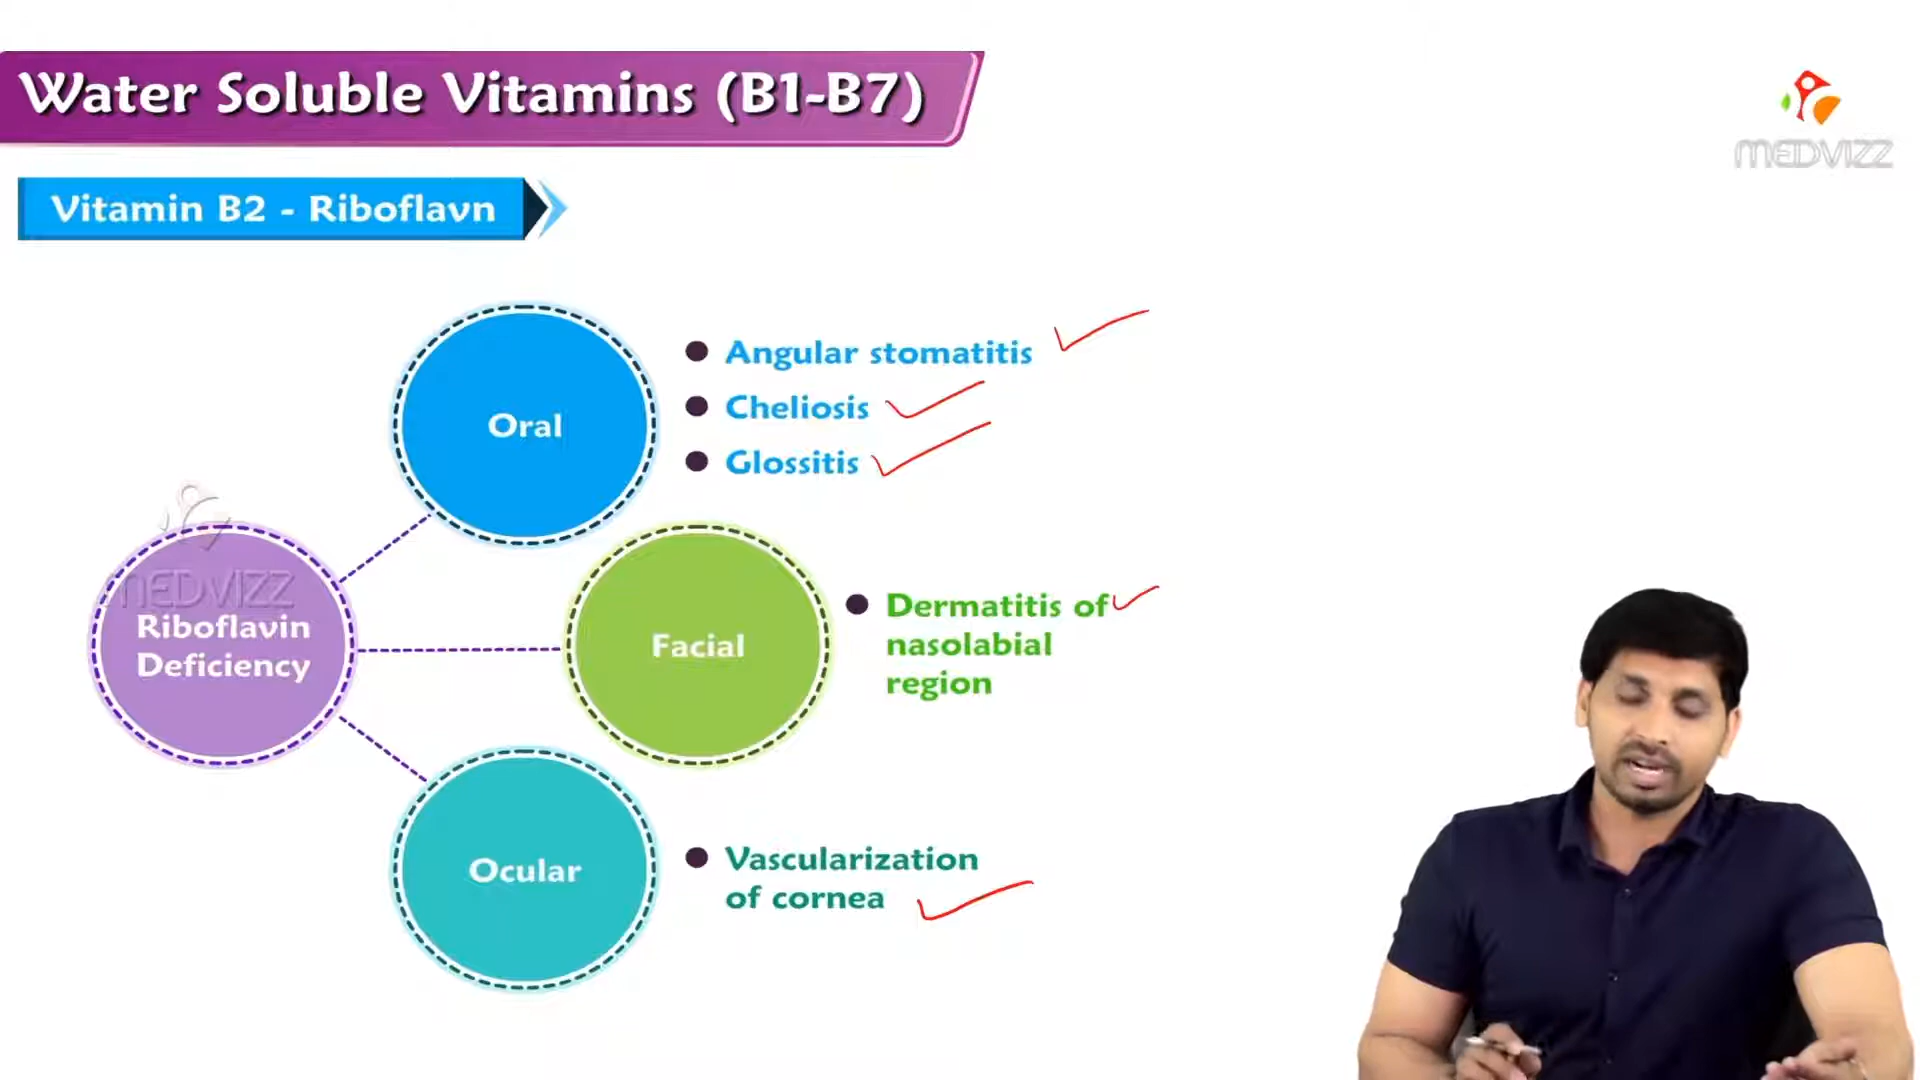 Water Soluble Vitamins (B1-B7)
MEDVIZZ
Vitamin B2 - Riboflavn
Angular stomatitis
Cheliosis
Glossitis
Oral
MEDVIZZ
Riboflavin
Deficiency
Facial
Dermatitis of
nasolabial
region
Ocular
Vascularization
of cornea